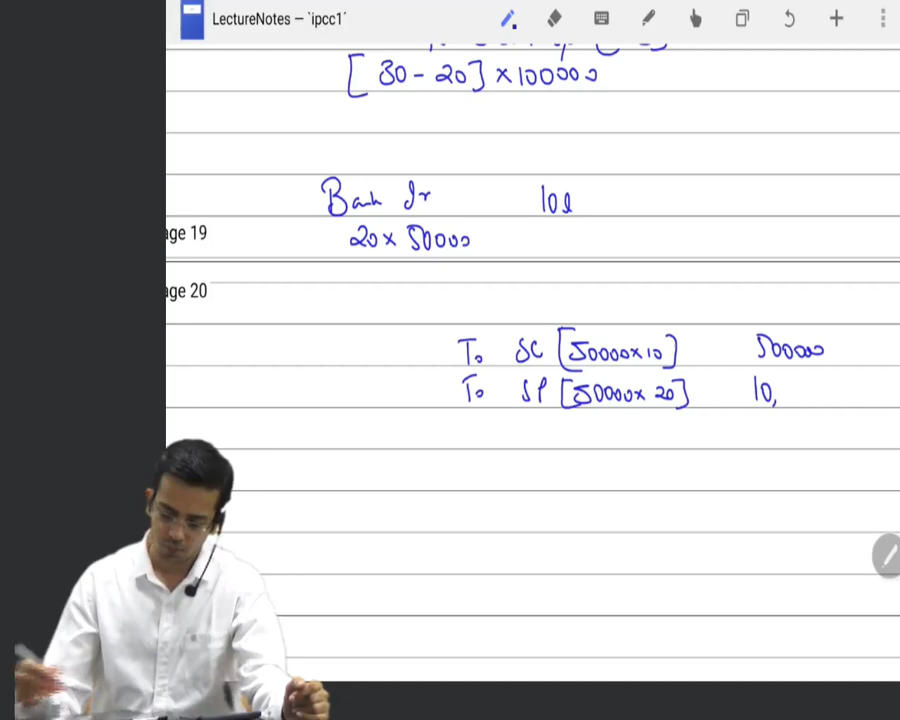 LectureNotes – `ipcc1`
[30 - 20] × 100000
Bank Dr 10l
age 19
20 × 50000
age 20
To SC [50000×10] 500000
To SP [50000× 20] 10,